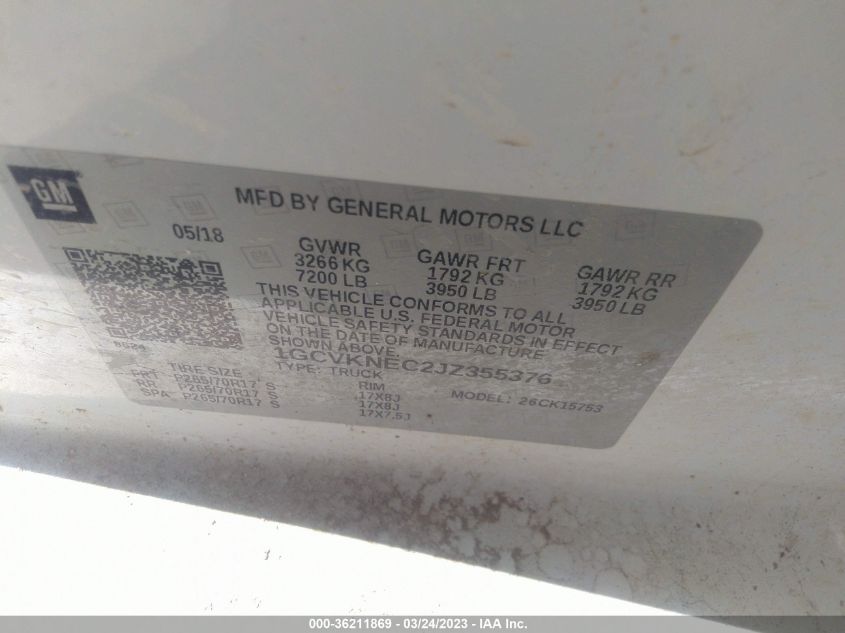 GM
MFD BY GENERAL MOTORS LLC
05/18
GVWR
3266 KG
7200 LB
GAWR FRT
1792 KG
3950 LB
GAWR RR
1792 KG
3950 LB
THIS VEHICLE CONFORMS TO ALL
APPLICABLE U.S. FEDERAL MOTOR
VEHICLE SAFETY STANDARDS IN EFFECT
ON THE DATE OF MANUFACTURE
SHOWN ABOVE.
1GCVKNEC2JZ355376
TYPE: TRUCK
MODEL: 26CK15753
TIRE SIZE RIM
FRT P265/70R17 S 17X8J
RR P265/70R17 S 17X8J
SPA P265/70R17 S 17X7.5J
000-36211869 - 03/24/2023 - IAA Inc.